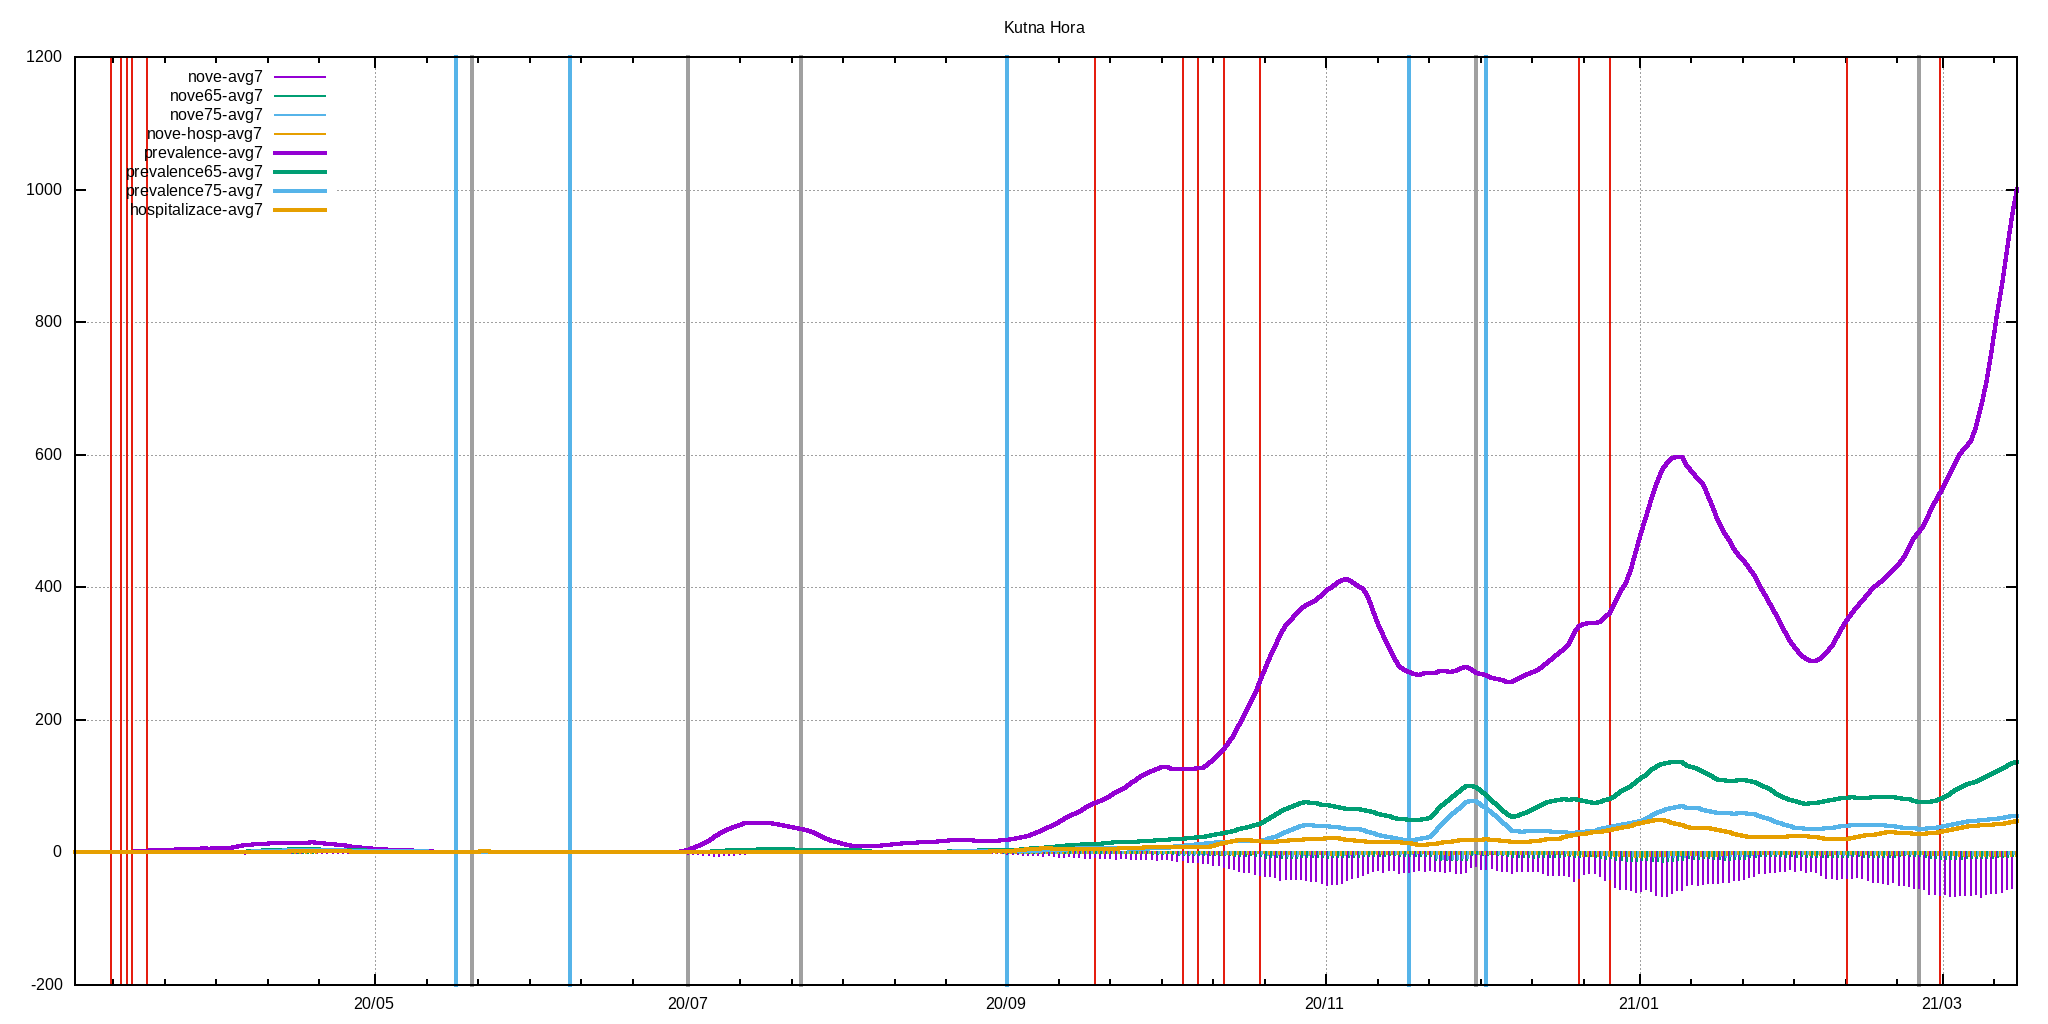 Kutna Hora
1200
1000
800
600
400
200
0
-200
nove-avg7
nove65-avg7
nove75-avg7
nove-hosp-avg7
prevalence-avg7
prevalence65-avg7
prevalence75-avg7
hospitalizace-avg7
20/05 20/07 20/09 20/11 21/01 21/03